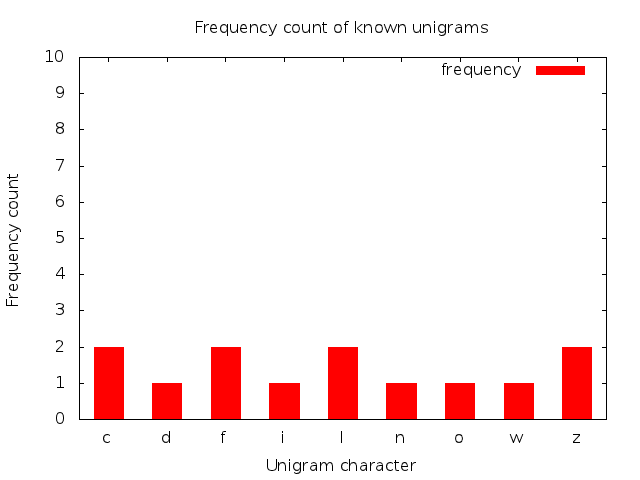 Frequency count of known unigrams
frequency
10
9
8
7
6
5
4
3
2
1
0
Frequency count
c d f i l n o w z
Unigram character